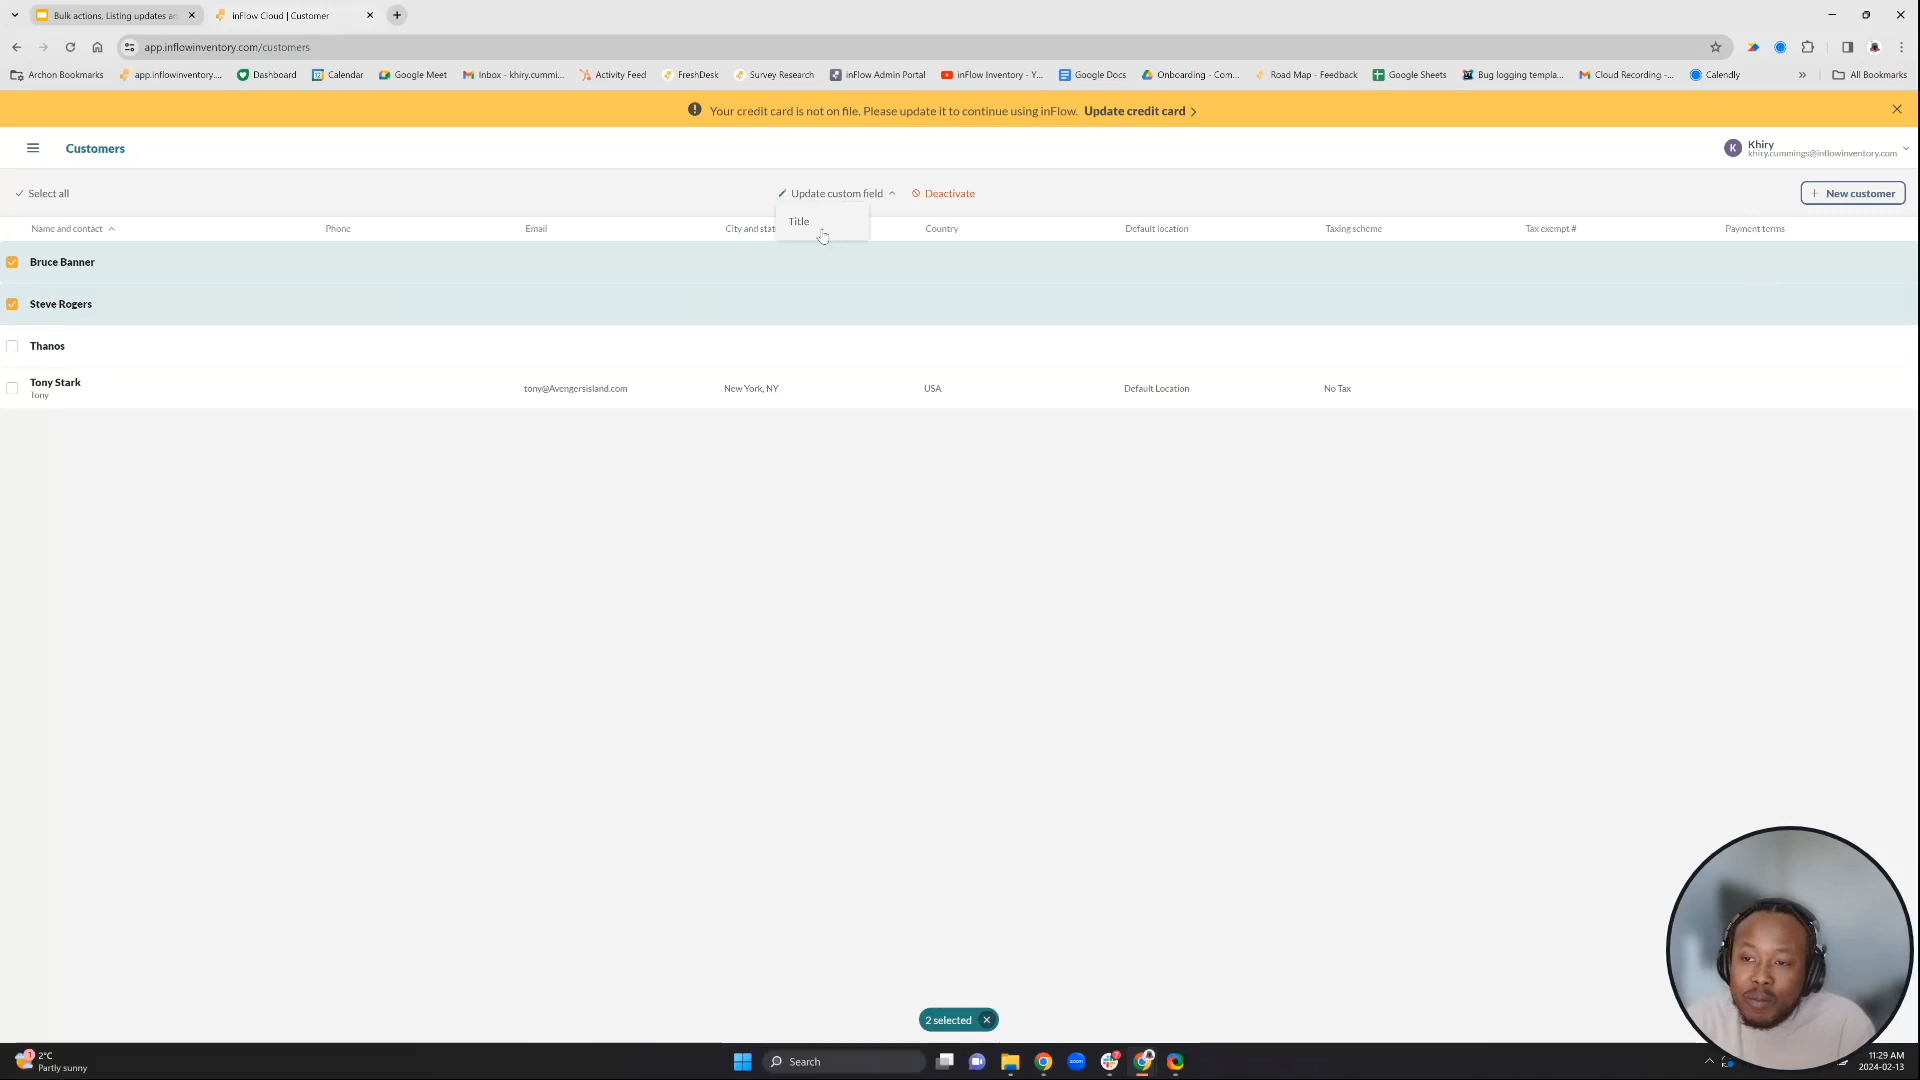 Bulk actions, Listing updates a
inFlow Cloud | Customer
app.inflowinventory.com/customers
Archon Bookmarks
app.inflowinventory....
Dashboard
Calendar
Google Meet
Inbox - khiry.cummi...
Activity Feed
FreshDesk
Survey Research
inFlow Admin Portal
inFlow Inventory - Y...
Google Docs
Onboarding - Com...
Road Map - Feedback
Google Sheets
Bug logging templa...
Cloud Recording -...
Calendly
All Bookmarks
Your credit card is not on file. Please update it to continue using inFlow. Update credit card
Customers
K
Khiry
khiry.cummings@inflowinventory.com
Select all
Update custom field
Deactivate
+ New customer
Title
Name and contact
Phone
Email
City and stat
Country
Default location
Taxing scheme
Tax exempt #
Payment terms
Bruce Banner
Steve Rogers
Thanos
Tony Stark
Tony
tony@Avengersisland.com
New York, NY
USA
Default Location
No Tax
2 selected
1
2°C
Partly sunny
Search
zoom
11:29 AM
2024-02-13